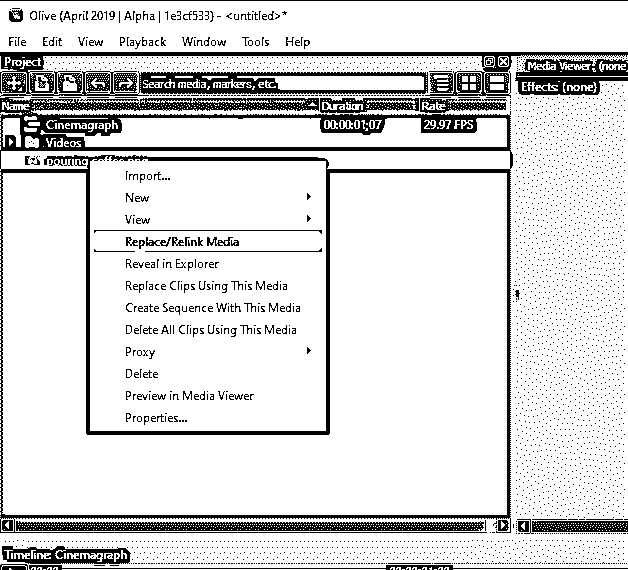 Olive (April 2019 | Alpha | 1e3cf533) - <untitled>*
File Edit View Playback Window Tools Help
Project
Media Viewer: (none)
Search media, markers, etc.
Effects: (none)
Name Duration Rate
Cinemagraph 00:00:01;07 29.97 FPS
Videos
pouring coffee
Import...
New
View
Replace/Relink Media
Reveal in Explorer
Replace Clips Using This Media
Create Sequence With This Media
Delete All Clips Using This Media
Proxy
Delete
Preview in Media Viewer
Properties...
Timeline: Cinemagraph